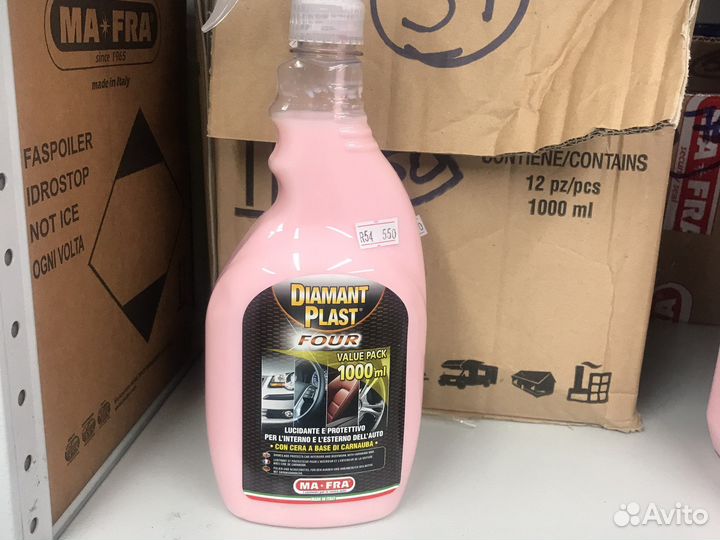 MA-FRA
since 1965
made in Italy
FASPOILER
IDROSTOP
NOT ICE
OGNI VOLTA
CONTIENE/CONTAINS
12 pz/pcs
1000 ml
R54 550
DIAMANT
PLAST
FOUR
VALUE PACK
1000ml
LUCIDANTE E PROTETTIVO
PER L'INTERNO E L'ESTERNO DELL'AUTO
• CON CERA A BASE DI CARNAUBA •
MA-FRA
MADE IN ITALY
MA-FRA
Avito